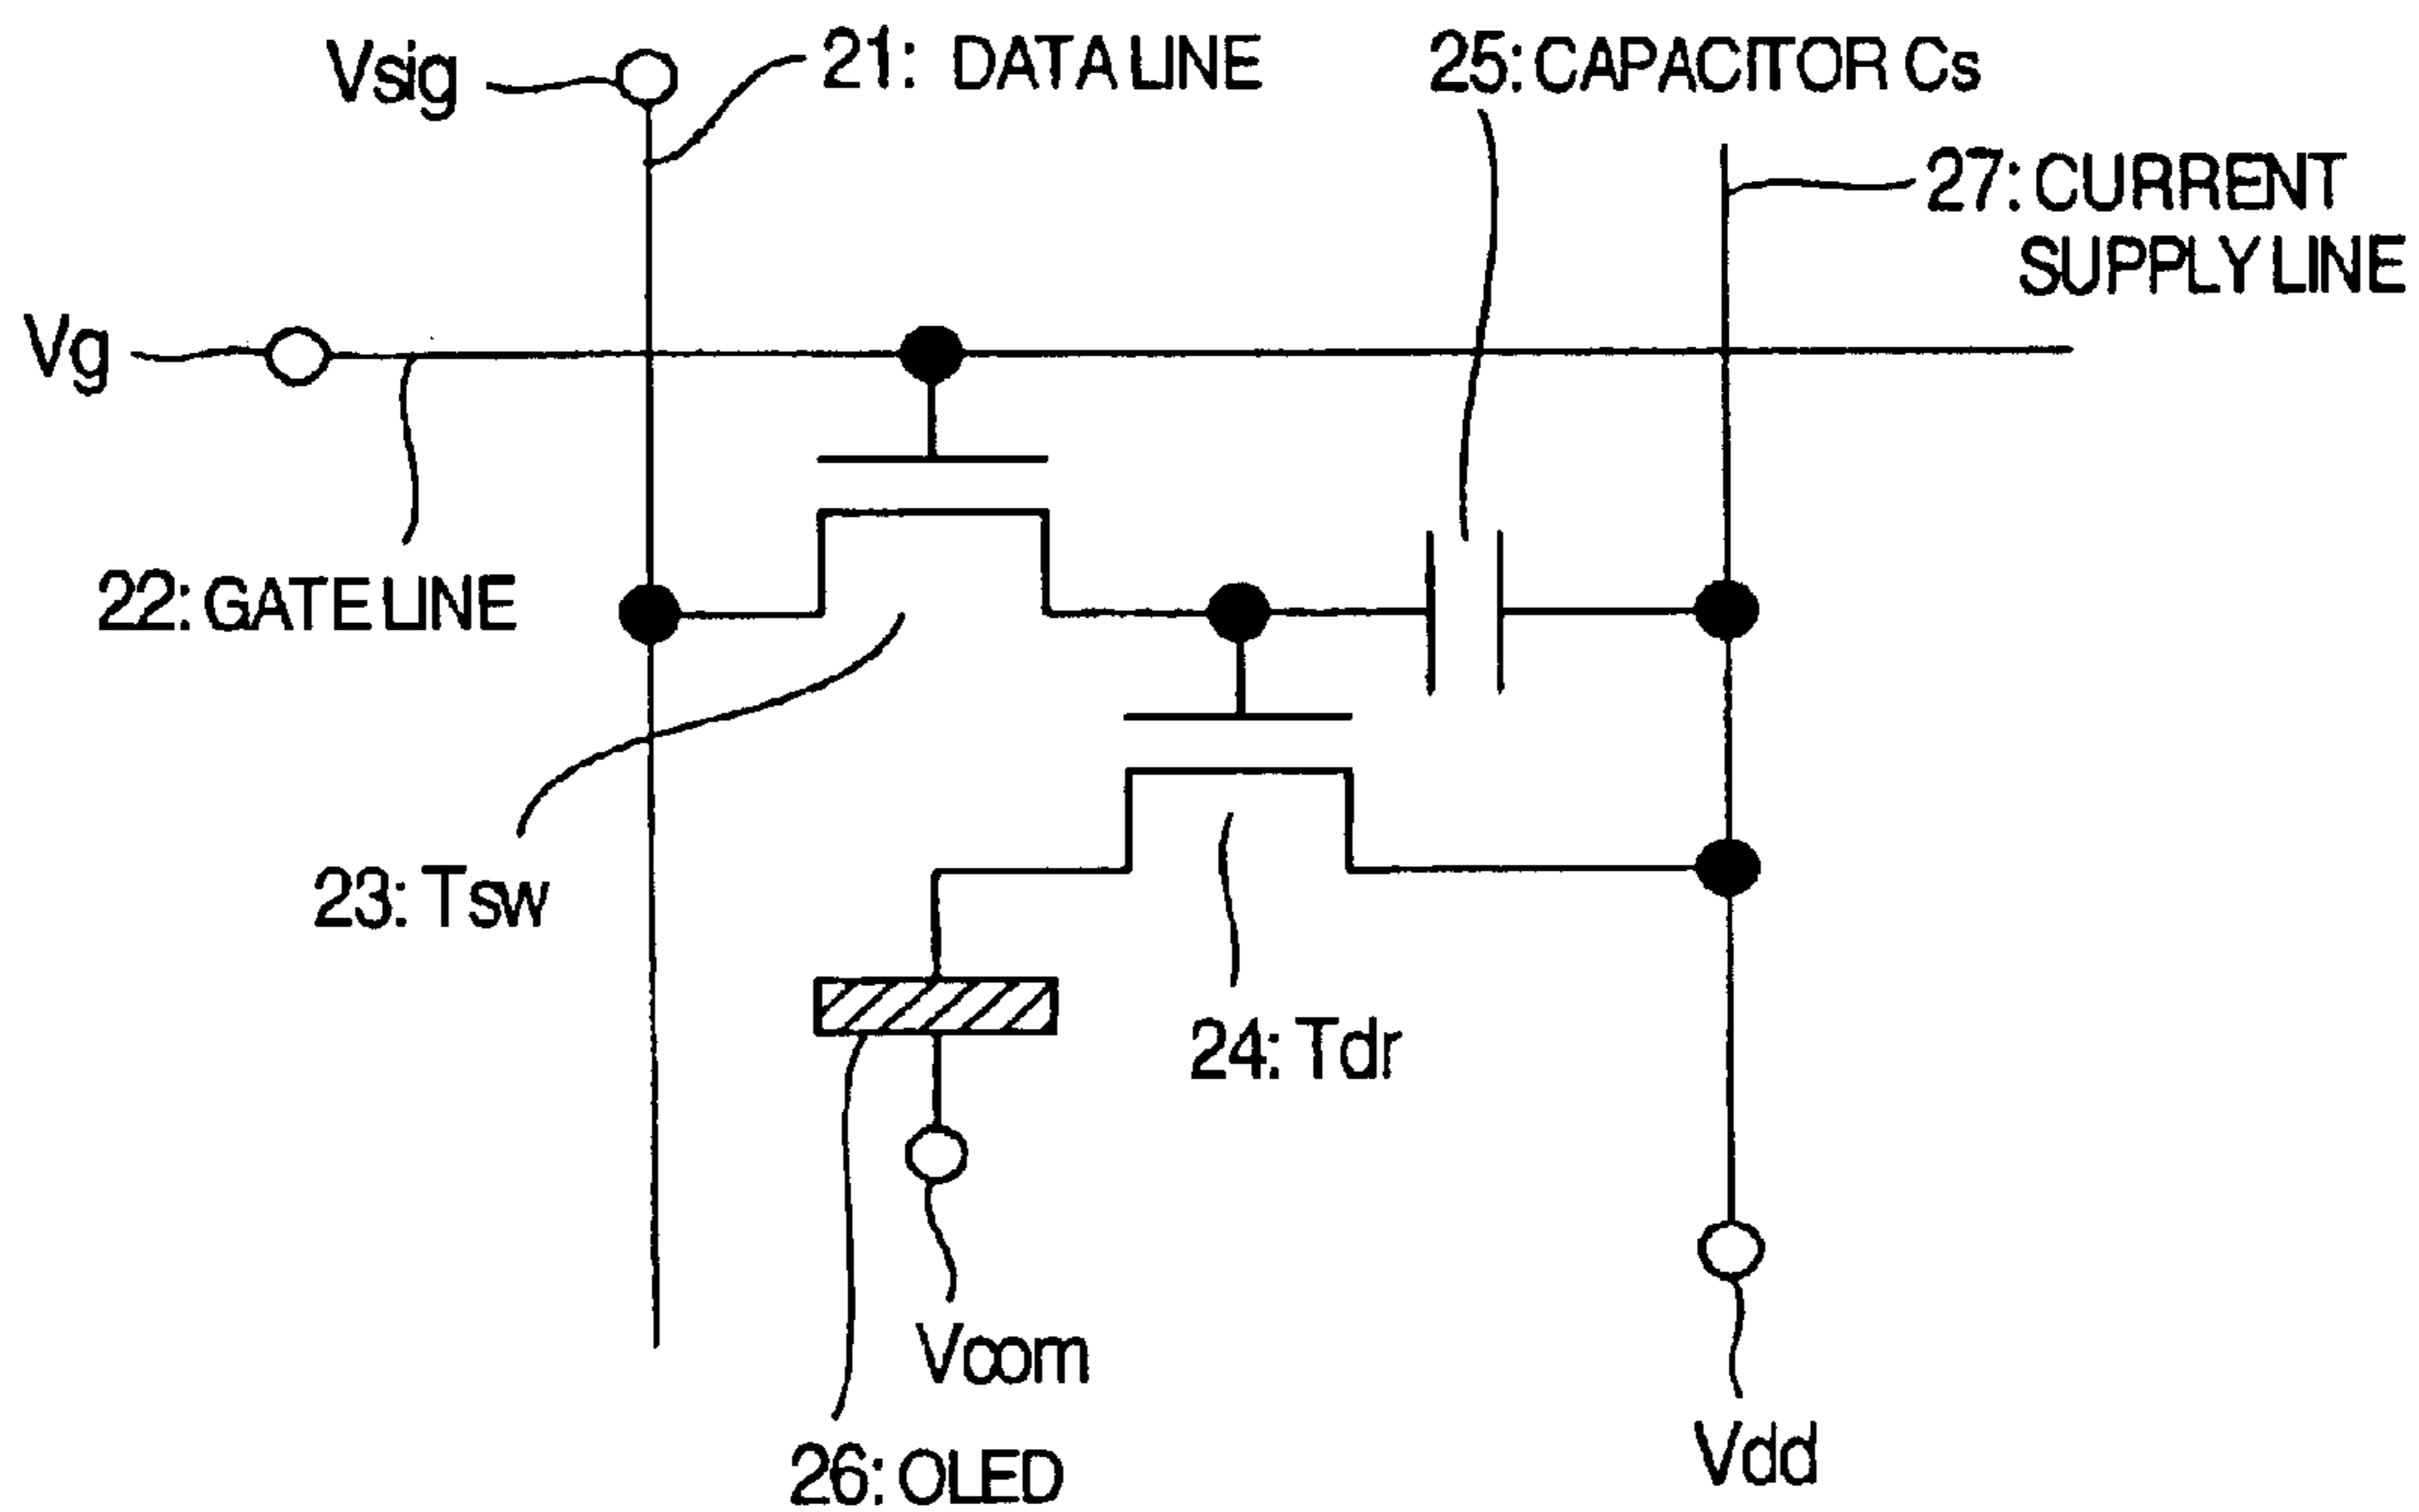 Vsig
21: DATA LINE
25: CAPACITOR Cs
27: CURRENT
SUPPLY LINE
Vg
22: GATE LINE
23: Tsw
24: Tdr
Vcom
26: OLED
Vdd